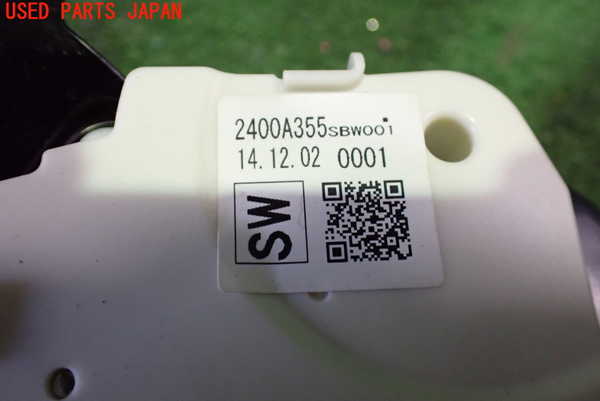 USED PARTS JAPAN
2400A355SBW001
14.12.02 0001
SW